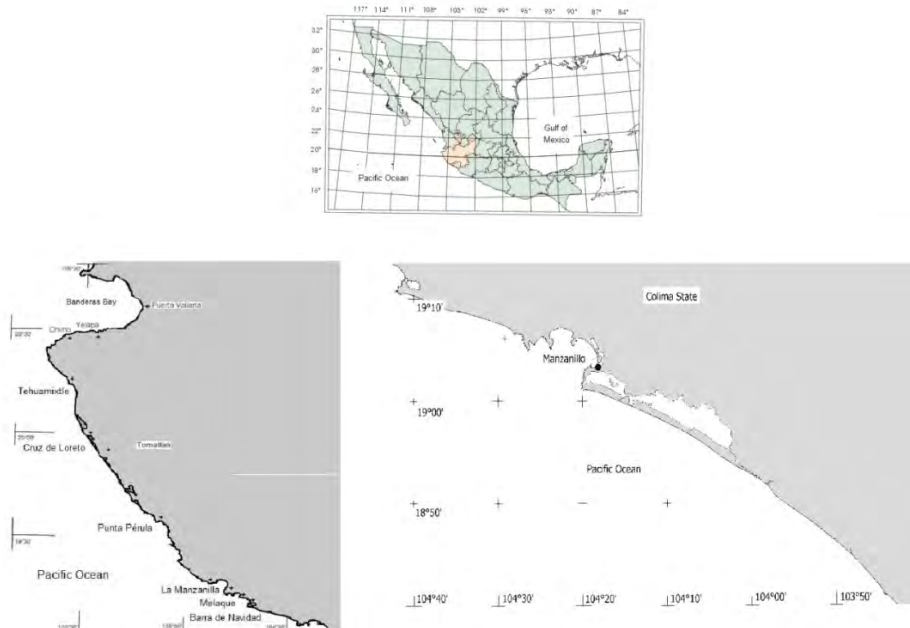 117° 114° 111° 108° 105° 102° 99° 96° 93° 90° 87° 84°
32°
30°
28°
26°
24°
22°
20°
18°
16°
Gulf of
Mexico
Pacific Ocean
Banderas Bay
Yelapa
Chimo
Tehuamixtle
Cruz de Loreto
Tomatlan
Punta Pérula
Pacific Ocean
La Manzanilla
Melaque
Barra de Navidad
Colima State
19°10'
Manzanillo
19°00'
Pacific Ocean
18°50'
104°40' 104°30' 104°20' 104°10' 104°00' 103°50'